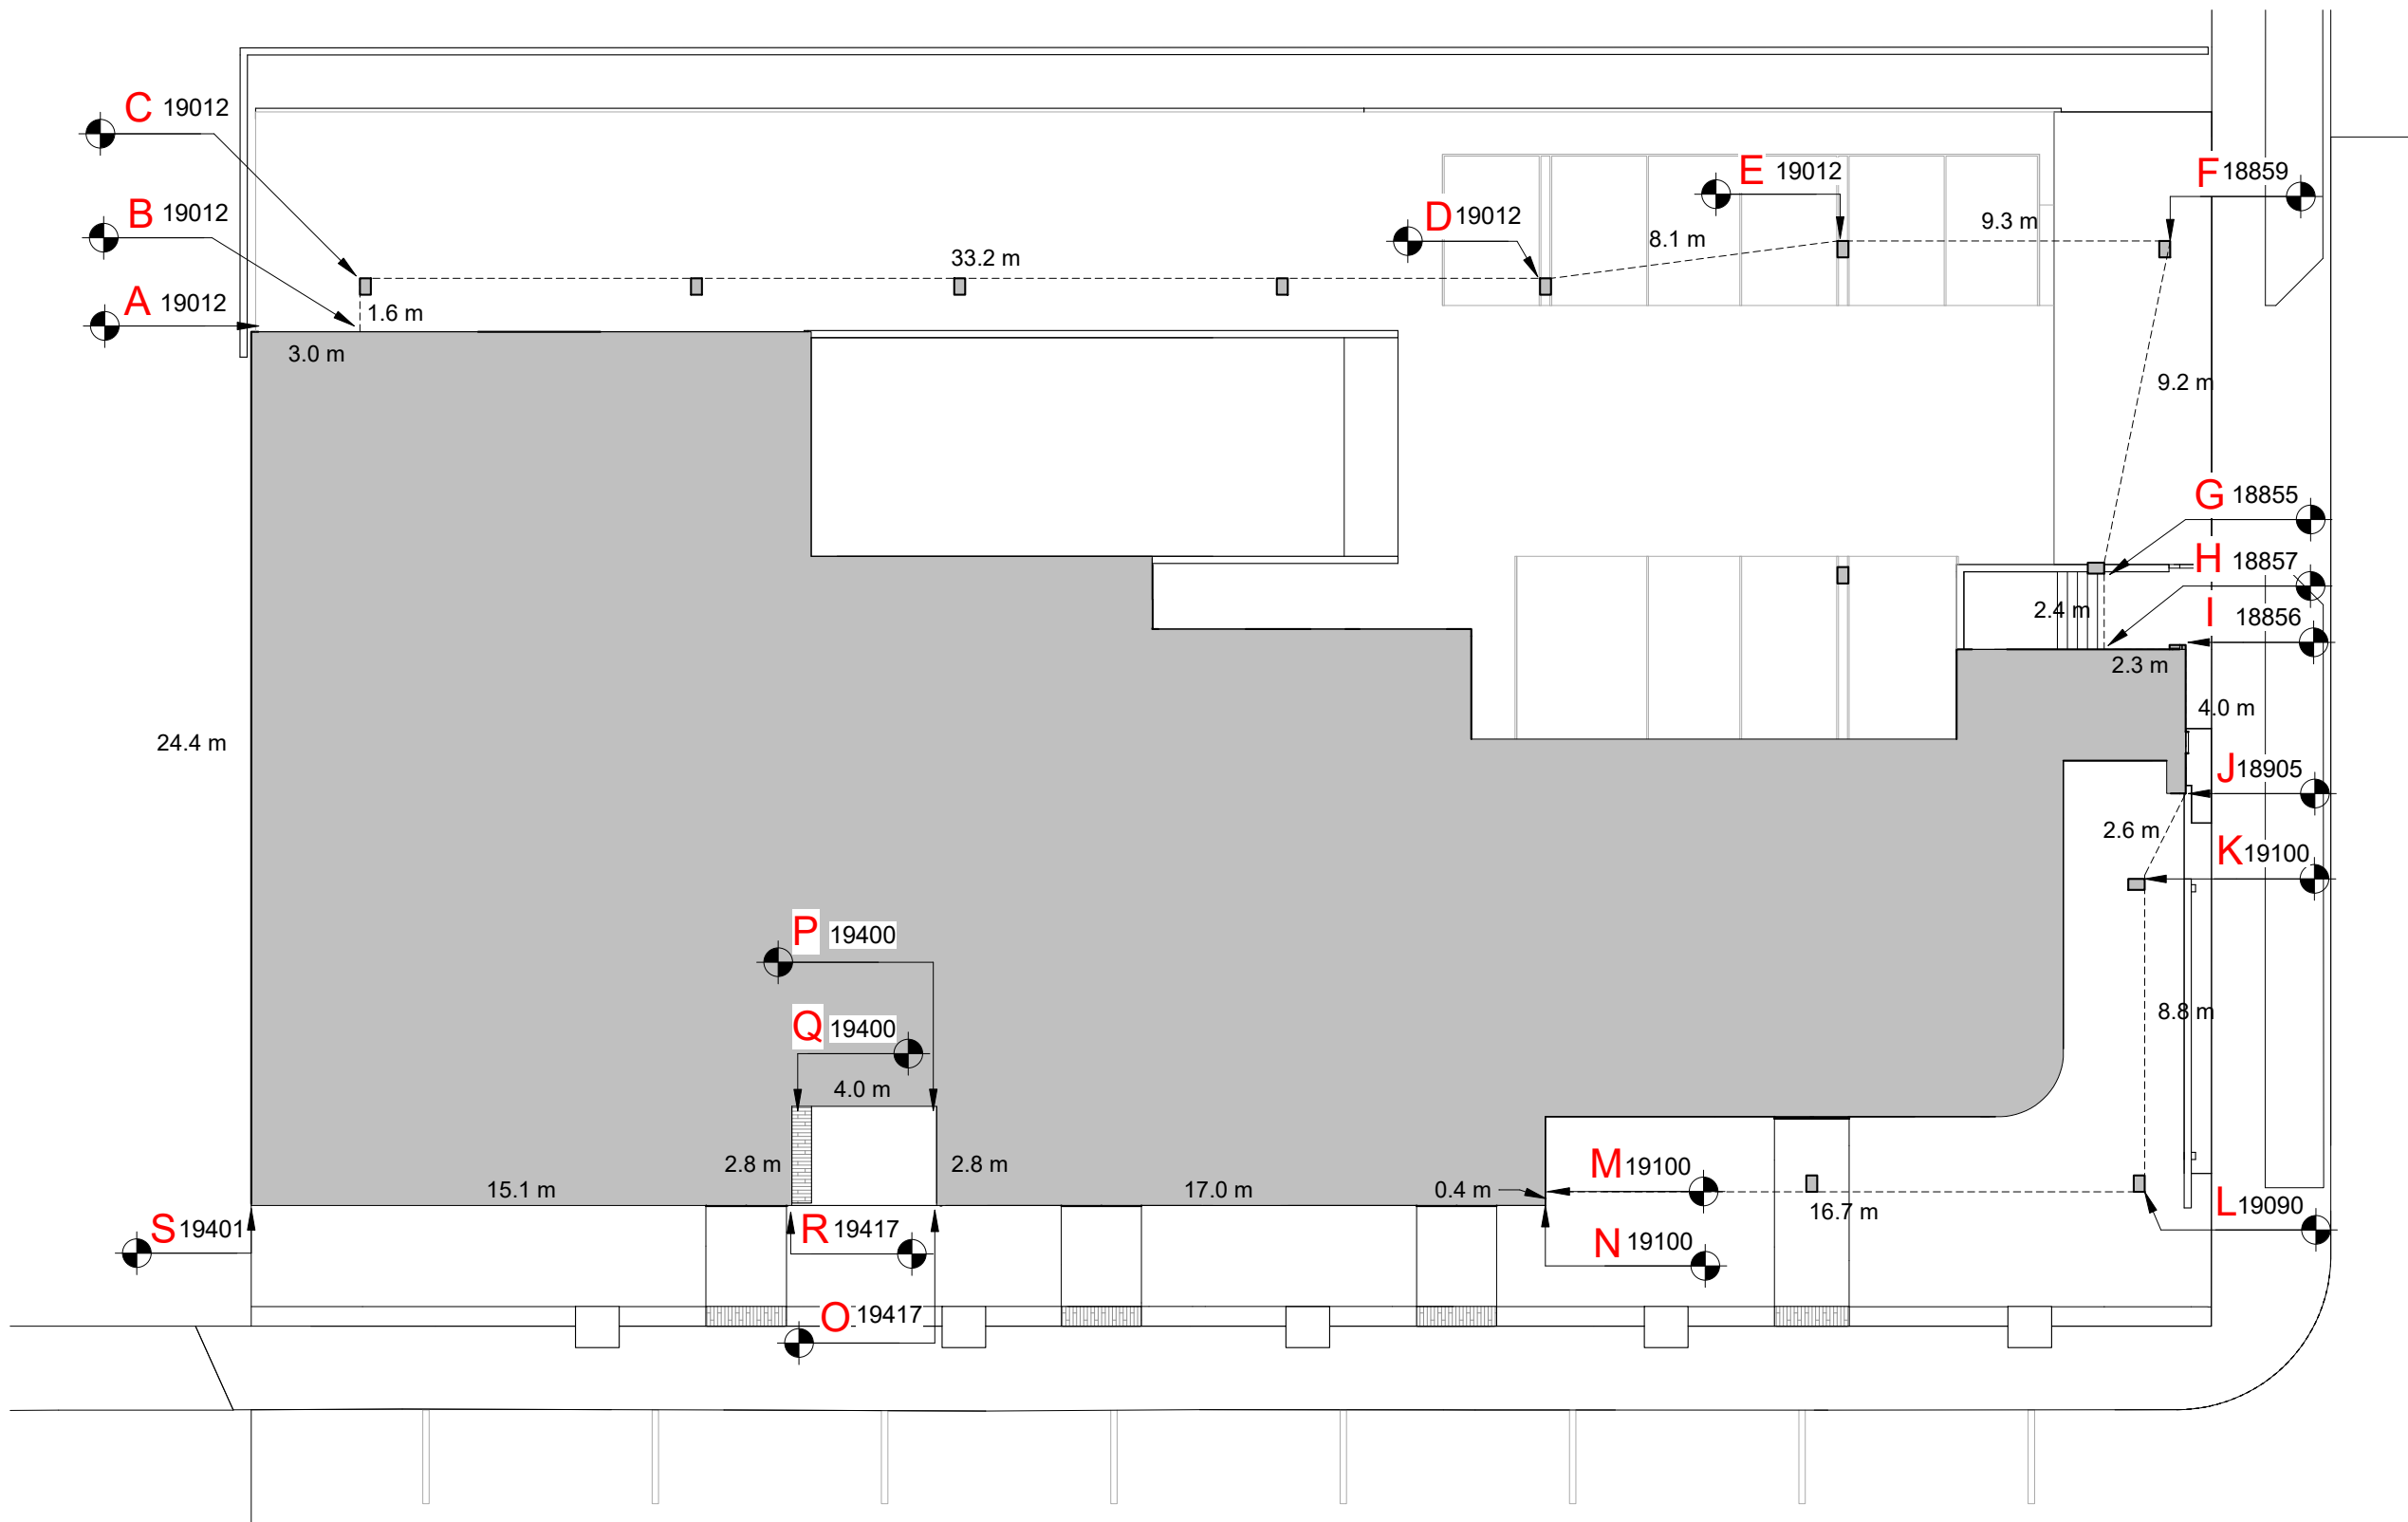 C 19012
E 19012
F 18859
B 19012
D 19012
9.3 m
8.1 m
33.2 m
A 19012
1.6 m
3.0 m
9.2 m
G 18855
H 18857
2.4 m
I 18856
2.3 m
4.0 m
24.4 m
J 18905
2.6 m
K 19100
P 19400
8.8 m
Q 19400
4.0 m
2.8 m
2.8 m
M 19100
15.1 m
17.0 m
0.4 m
L 19090
16.7 m
S 19401
R 19417
N 19100
O 19417